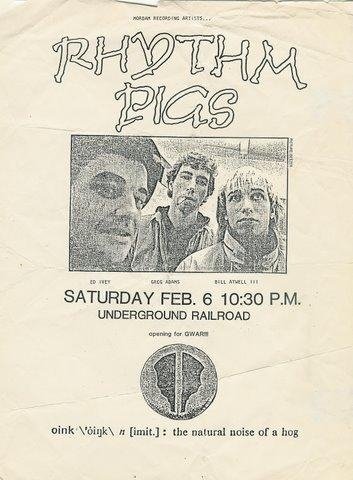 MORDAM RECORDING ARTISTS...
RHYTHM
PIGS
ED IVEY GREG ADAMS BILL ATWELL III
SATURDAY FEB. 6 10:30 P.M.
UNDERGROUND RAILROAD
opening for GWAR!!!
oink \'ȯiŋk\ n [imit.] : the natural noise of a hog